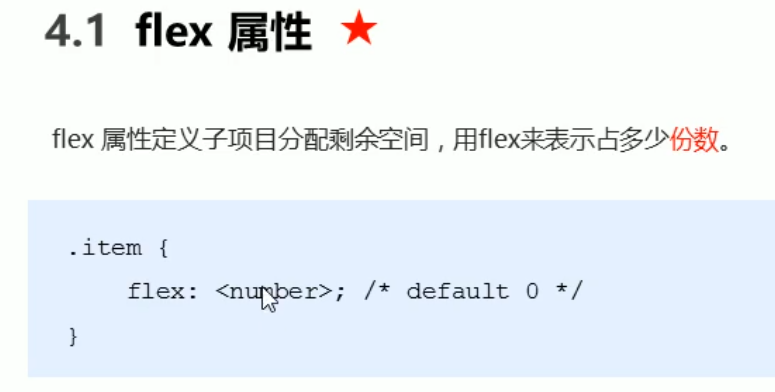 4.1 flex 属性 ★
flex 属性定义子项目分配剩余空间，用flex来表示占多少份数。
.item {
    flex: <number>; /* default 0 */
}